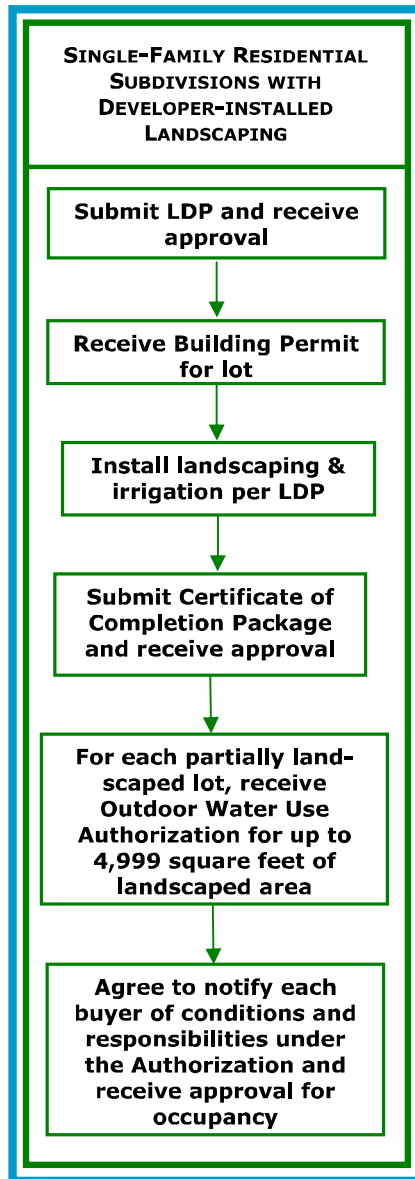 SINGLE-FAMILY RESIDENTIAL
SUBDIVISIONS WITH
DEVELOPER-INSTALLED
LANDSCAPING
Submit LDP and receive
approval
Receive Building Permit
for lot
Install landscaping &
irrigation per LDP
Submit Certificate of
Completion Package
and receive approval
For each partially land-
scaped lot, receive
Outdoor Water Use
Authorization for up to
4,999 square feet of
landscaped area
Agree to notify each
buyer of conditions and
responsibilities under
the Authorization and
receive approval for
occupancy